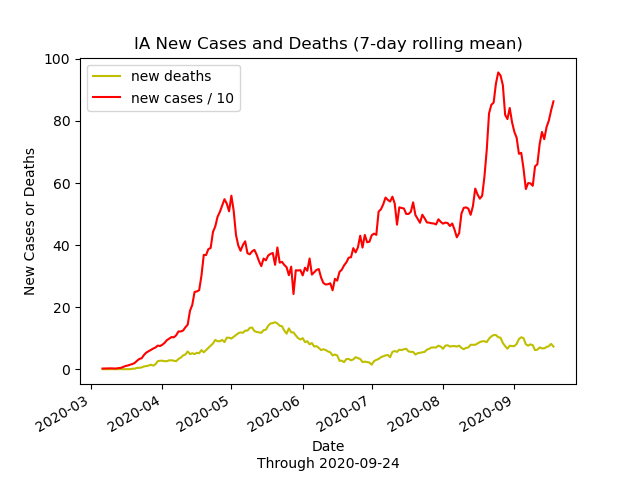 IA New Cases and Deaths (7-day rolling mean)
new deaths
new cases / 10
New Cases or Deaths
100
80
60
40
20
0
2020-03
2020-04
2020-05
2020-06
2020-07
2020-08
2020-09
Date
Through 2020-09-24